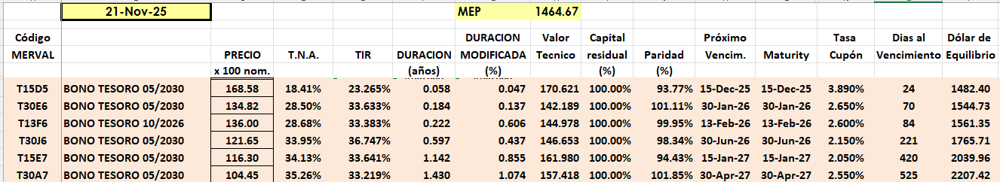 21-Nov-25 MEP 1464.67
Código DURACION Valor Capital Próximo Tasa Dias al Dólar de
MERVAL PRECIO T.N.A. TIR DURACION MODIFICADA Tecnico residual Paridad Vencim. Maturity Cupón Vencimiento Equilibrio
x 100 nom. (años) (%) (%) (%)
T15D5 BONO TESORO 05/2030 168.58 18.41% 23.265% 0.058 0.047 170.621 100.00% 93.77% 15-Dec-25 15-Dec-25 3.890% 24 1482.40
T30E6 BONO TESORO 05/2030 134.82 28.50% 33.633% 0.184 0.137 142.189 100.00% 101.11% 30-Jan-26 30-Jan-26 2.650% 70 1544.73
T13F6 BONO TESORO 10/2026 136.00 28.68% 33.383% 0.222 0.606 144.978 100.00% 99.95% 13-Feb-26 13-Feb-26 2.600% 84 1561.35
T30J6 BONO TESORO 05/2030 121.65 33.95% 36.747% 0.597 0.437 146.653 100.00% 98.34% 30-Jun-26 30-Jun-26 2.150% 221 1765.71
T15E7 BONO TESORO 05/2030 116.30 34.13% 33.641% 1.142 0.855 161.980 100.00% 94.43% 15-Jan-27 15-Jan-27 2.050% 420 2039.96
T30A7 BONO TESORO 05/2030 104.45 35.26% 33.219% 1.430 1.074 157.418 100.00% 101.85% 30-Apr-27 30-Apr-27 2.550% 525 2207.42